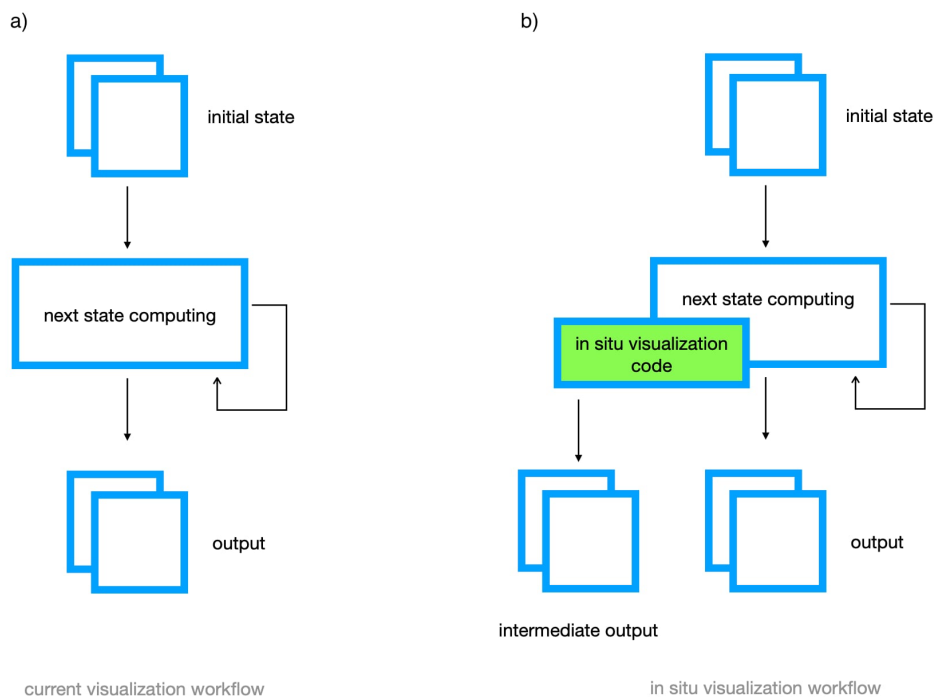 a)
initial state
next state computing
output
current visualization workflow
b)
initial state
next state computing
in situ visualization
code
output
intermediate output
in situ visualization workflow